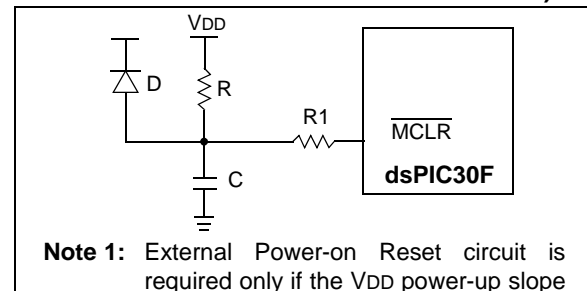 VDD
D
R
R1
MCLR
C
dsPIC30F
Note 1: External Power-on Reset circuit is
required only if the VDD power-up slope